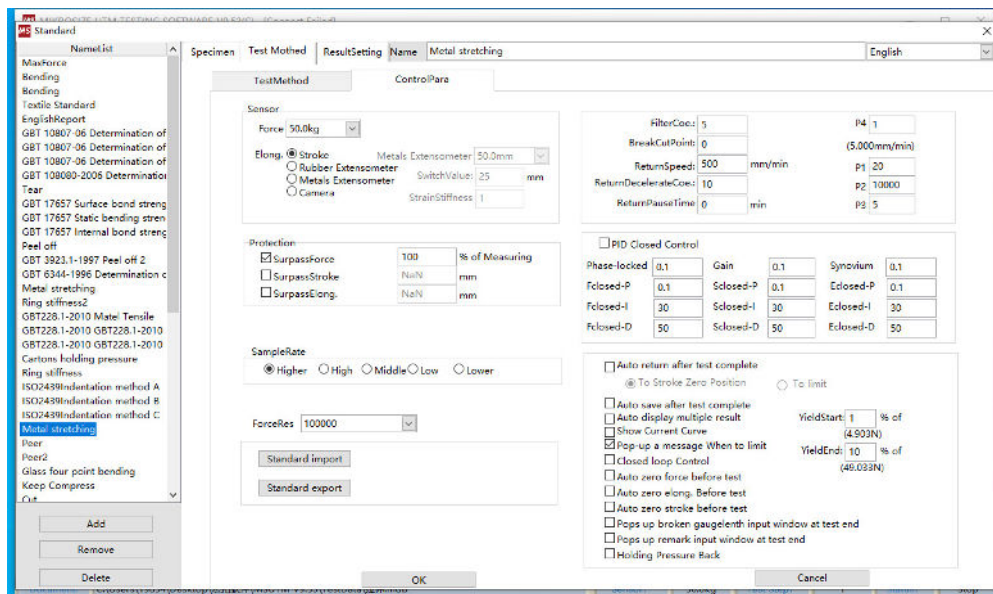 MIKROSIZE UTM TESTING SOFTWARE V9.53(S) (Connect Failed)
MS Standard
NameList
MaxForce
Bending
Bending
Textile Standard
EnglishReport
GBT 10807-06 Determination of
GBT 10807-06 Determination of
GBT 10807-06 Determination of
GBT 108080-2006 Determination
Tear
GBT 17657 Surface bond streng
GBT 17657 Static bending stren
GBT 17657 Internal bond streng
Peel off
GBT 3923.1-1997 Peel off 2
GBT 6344-1996 Determination c
Metal stretching
Ring stiffness2
GBT228.1-2010 Matel Tensile
GBT228.1-2010 GBT228.1-2010
GBT228.1-2010 GBT228.1-2010
Cartons holding pressure
Ring stiffness
ISO2439Indentation method A
ISO2439Indentation method B
ISO2439Indentation method C
Metal stretching
Peer
Peer2
Glass four point bending
Keep Compress
Cut
Add
Remove
Delete
Specimen Test Mothed ResultSetting Name Metal stretching English
TestMethod ControlPara
Sensor
Force 50.0kg
Elong. Stroke Metals Extensometer 50.0mm
Rubber Extensometer SwitchValue: 25 mm
Metals Extensometer
Camera StrainStiffness 1
Protection
SurpassForce 100 % of Measuring
SurpassStroke NaN mm
SurpassElong. NaN mm
SampleRate
Higher High Middle Low Lower
ForceRes 100000
Standard import
Standard export
FilterCoe.: 5 P4 1
BreakCutPoint: 0 (5.000mm/min)
ReturnSpeed: 500 mm/min P1 20
ReturnDecelerateCoe.: 10 P2 10000
ReturnPauseTime 0 min P3 5
PID Closed Control
Phase-locked 0.1 Gain 0.1 Synovium 0.1
Fclosed-P 0.1 Sclosed-P 0.1 Eclosed-P 0.1
Fclosed-I 30 Sclosed-I 30 Eclosed-I 30
Fclosed-D 50 Sclosed-D 50 Eclosed-D 50
Auto return after test complete
To Stroke Zero Position To limit
Auto save after test complete
Auto display multiple result YieldStart: 1 % of
Show Current Curve (4.903N)
Pop-up a message When to limit YieldEnd: 10 % of
Closed loop Control (49.033N)
Auto zero force before test
Auto zero elong. Before test
Auto zero stroke before test
Pops up broken gaugelenth input window at test end
Pops up remark input window at test end
Holding Pressure Back
OK Cancel